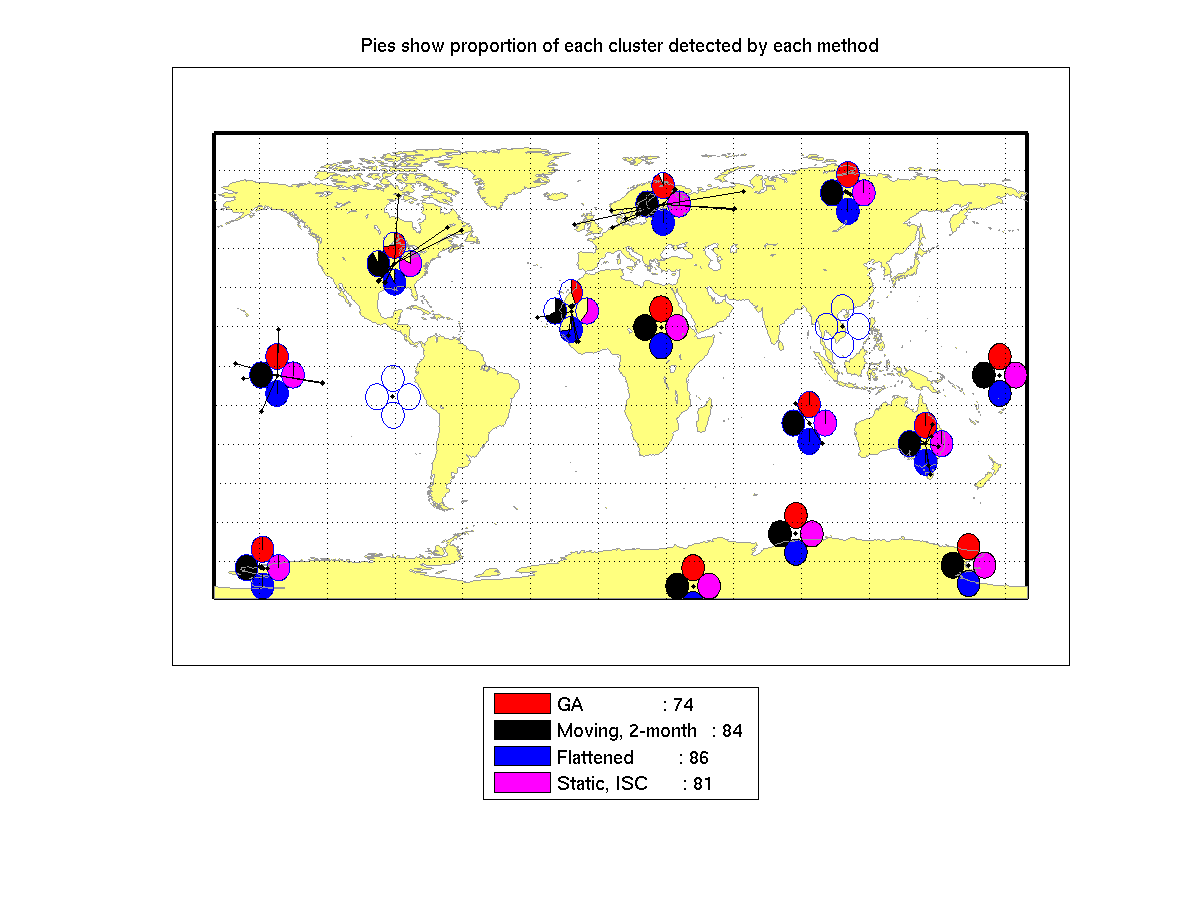 Pies show proportion of each cluster detected by each method
GA : 74
Moving, 2-month : 84
Flattened : 86
Static, ISC : 81